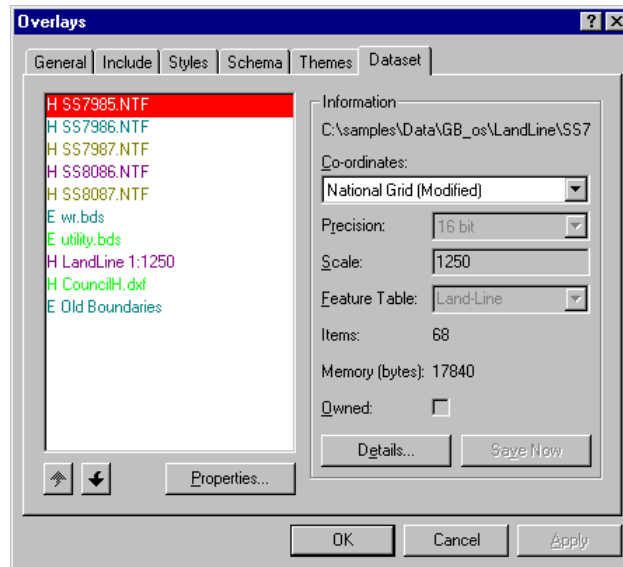 Overlays
General Include Styles Schema Themes Dataset
H SS7985.NTF
H SS7986.NTF
H SS7987.NTF
H SS8086.NTF
H SS8087.NTF
E wr.bds
E utility.bds
H LandLine 1:1250
H CouncilH.dxf
E Old Boundaries
Properties...
Information
C:\samples\Data\GB_os\LandLine\SS7
Co-ordinates:
National Grid (Modified)
Precision: 16 bit
Scale: 1250
Feature Table: Land-Line
Items: 68
Memory (bytes): 17840
Owned:
Details... Save Now
OK Cancel Apply